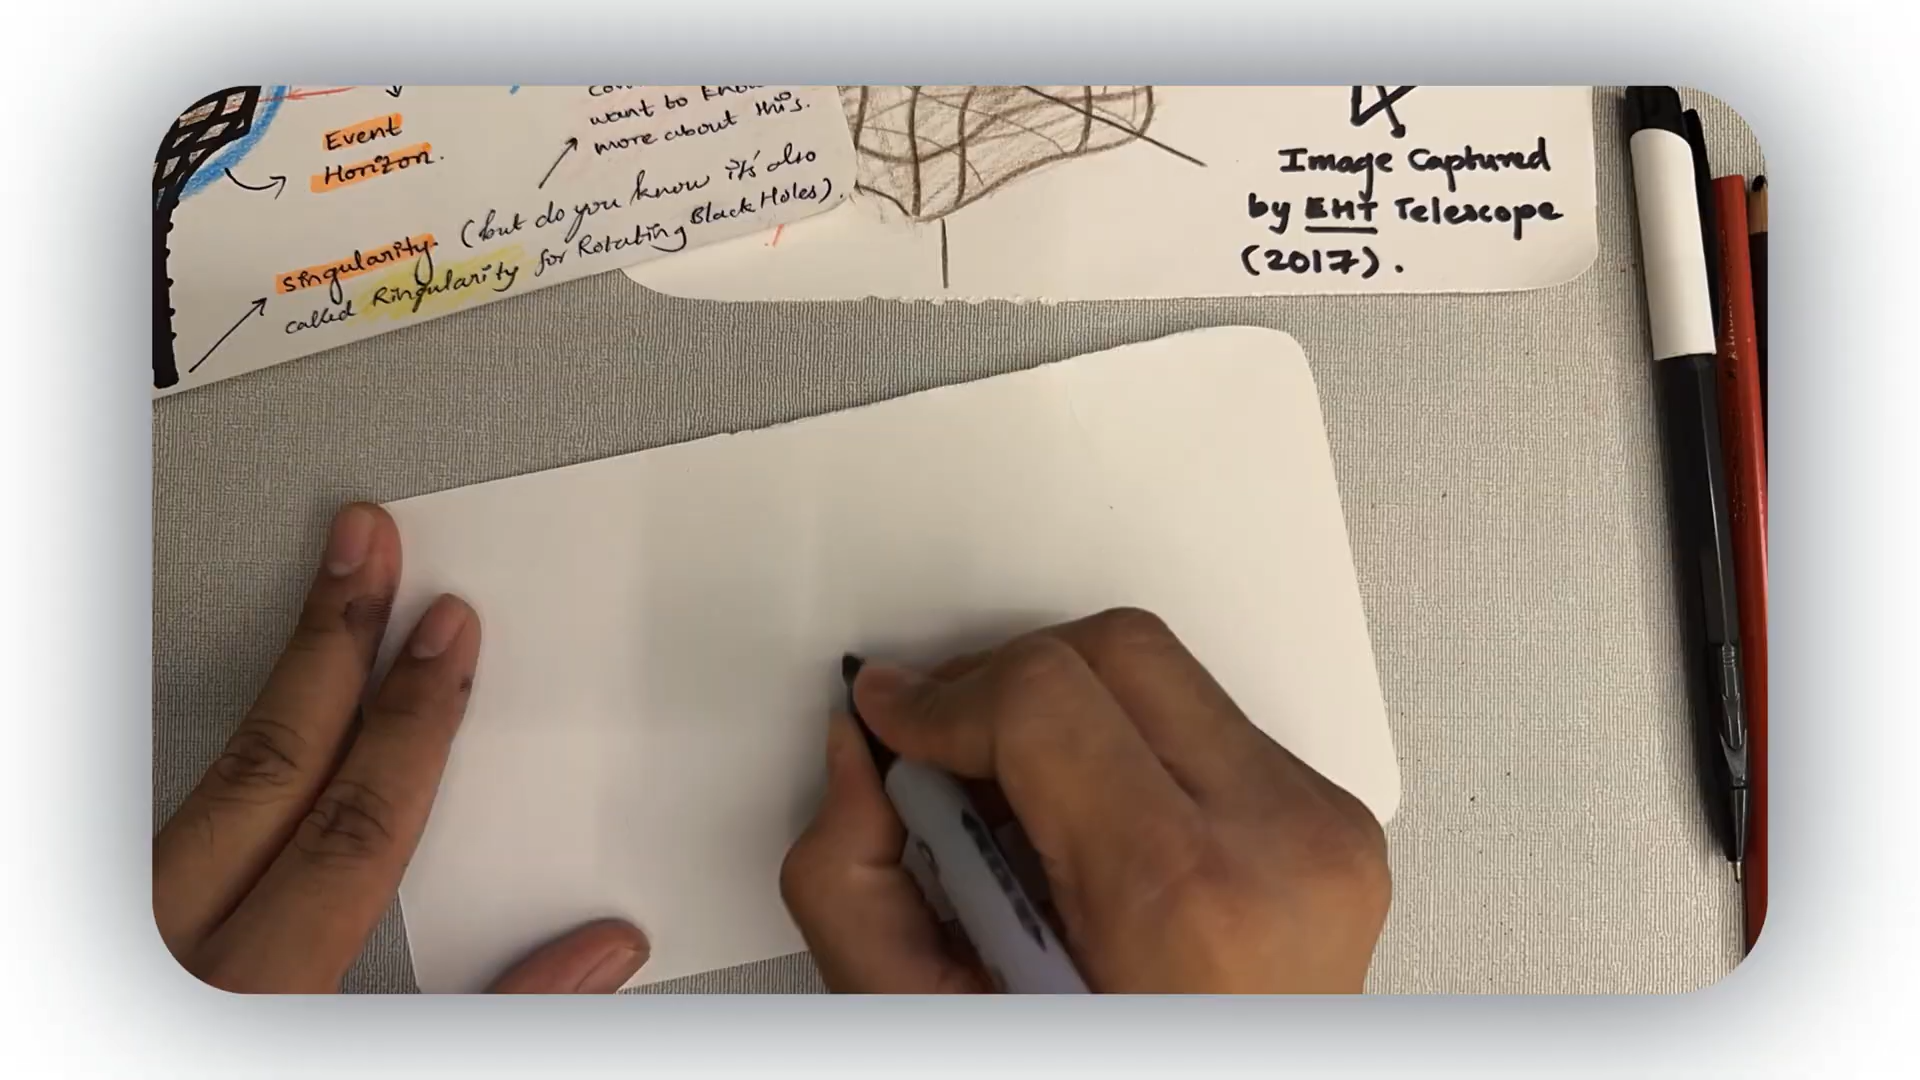 Event
Horizon.
want to know
more about this.
singularity. (but do you know it's also
called Ringularity for Rotating Black Holes).
Image Captured
by EHT Telescope
(2017).